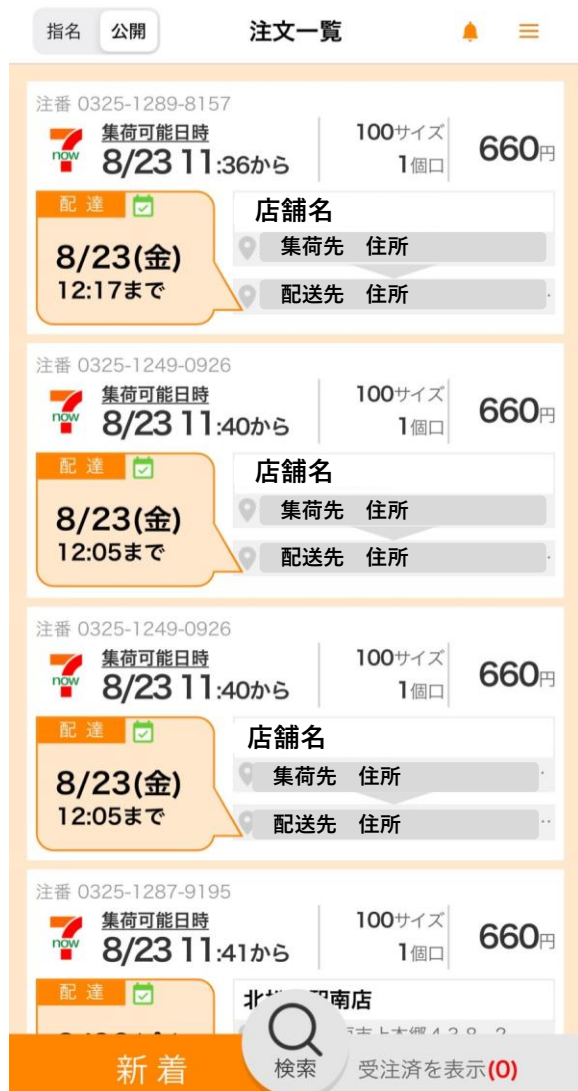 指名 公開 注文一覧
注番 0325-1289-8157
集荷可能日時
7 now 8/23 11:36から
100サイズ
1個口
660円
配達
8/23(金)
12:17まで
店舗名
集荷先 住所
配送先 住所
注番 0325-1249-0926
集荷可能日時
7 now 8/23 11:40から
100サイズ
1個口
660円
配達
8/23(金)
12:05まで
店舗名
集荷先 住所
配送先 住所
注番 0325-1249-0926
集荷可能日時
7 now 8/23 11:40から
100サイズ
1個口
660円
配達
8/23(金)
12:05まで
店舗名
集荷先 住所
配送先 住所
注番 0325-1287-9195
集荷可能日時
7 now 8/23 11:41から
100サイズ
1個口
660円
配達
南店
新着
検索
受注済を表示(0)